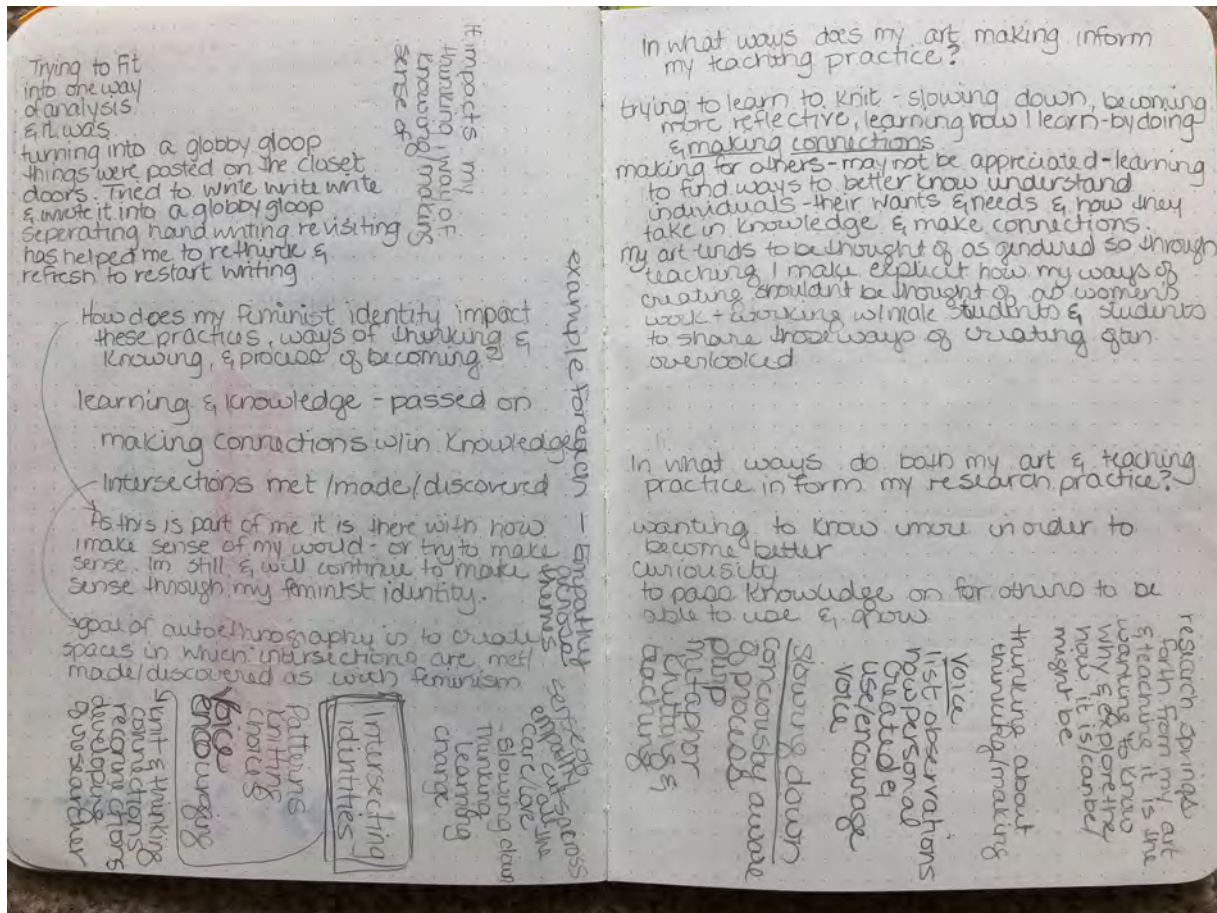 Trying to fit
into one way
of analysis
& it was
turning into a globby gloop
things were posted on the closet
doors. Tried to write write write
& wrote it into a globby gloop
seperating hand writing revisiting
has helped me to rethink &
refresh to restart writing
It impacts my
thinking, way of
knowing/making
sense of
How does my feminist identity impact
these practices, ways of thinking &
knowing, & process of becoming?
learning & knowledge - passed on
making connections w/in knowledge
Intersections met/made/discovered
As this is part of me it is there with how
I make sense of my world - or try to make
sense. Im still & will continue to make
sense through my feminist identity.
goal of autoethnography is to create
spaces in which intersections are met/
made/discovered as with feminism
example for each - Empathy
themes
self
empathy
care/love
Slowing down
Thinking
learning
change
Intersecting
identities
Patterns
knitting
choice
Voice
encouraging
knit & thinking
connections
reconnections
developing
researcher
In what ways does my art making inform
my teaching practice?
trying to learn to knit - slowing down, becoming
more reflective, learning how I learn - by doing
& making connections
making for others - may not be appreciated - learning
to find ways to better know understand
individuals - their wants & needs & how they
take in knowledge & make connections.
my art tends to be thought of as gendured so through
teaching I make explicit how my ways of
creating shouldnt be thought of as women's
work + working w/male students & students
to share those ways of creating
overlooked
In what ways do both my art & teaching
practice inform my research practice?
wanting to know more in order to
become better
curiousity
to pass knowledge on for others to be
able to use & grow
research springs
forth from my art
& teaching it is the
wanting to know
why & explore the
how it is/can be/
might be
thinking about
thinking/making
Voice
list observations
how personal
created &
use/encourage
voice
Slowing down
conciously aware
of process
purp
metaphor
knitting &
teaching